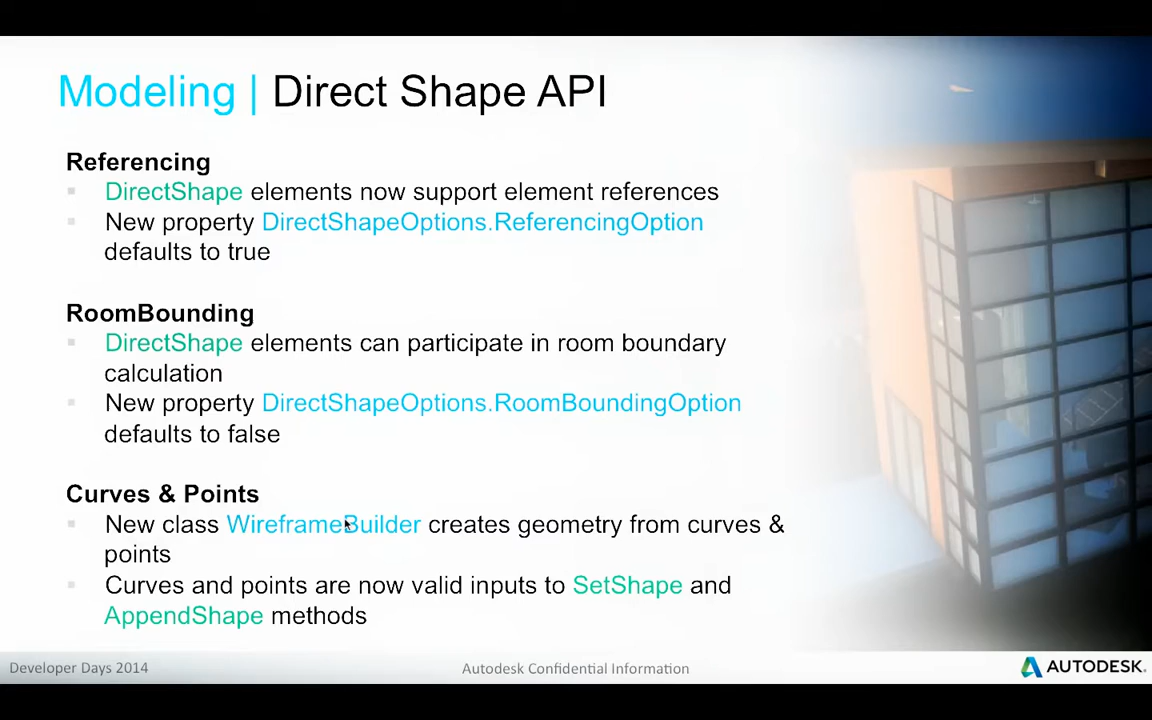 Modeling | Direct Shape API
Referencing
DirectShape elements now support element references
New property DirectShapeOptions.ReferencingOption
defaults to true
RoomBounding
DirectShape elements can participate in room boundary
calculation
New property DirectShapeOptions.RoomBoundingOption
defaults to false
Curves & Points
New class WireframeBuilder creates geometry from curves &
points
Curves and points are now valid inputs to SetShape and
AppendShape methods
Developer Days 2014
Autodesk Confidential Information
AUTODESK.